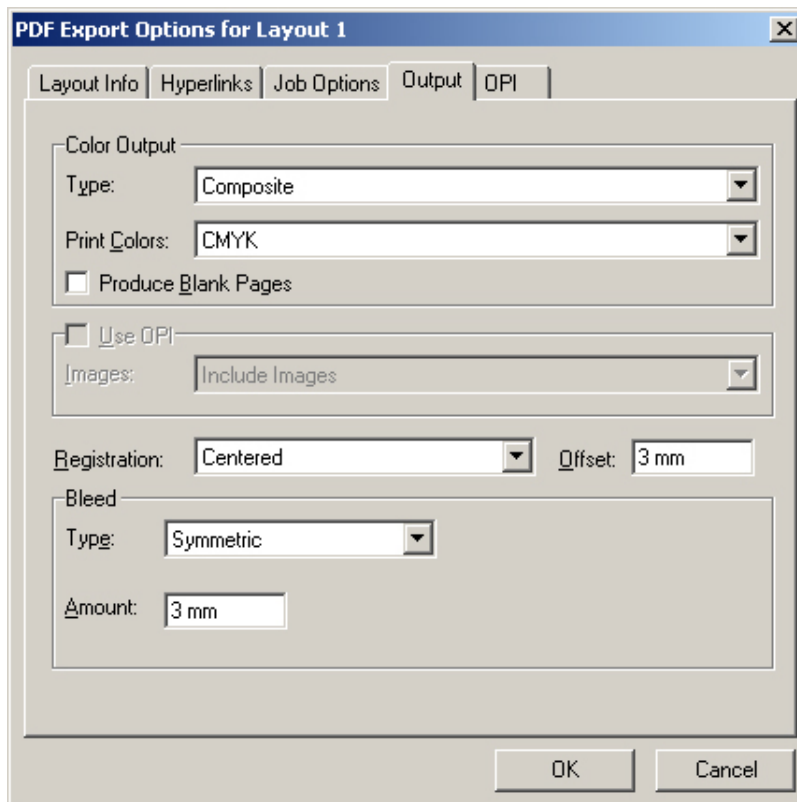 PDF Export Options for Layout 1
Layout Info Hyperlinks Job Options Output OPI
Color Output
Type: Composite
Print Colors: CMYK
Produce Blank Pages
Use OPI
Images: Include Images
Registration: Centered Offset: 3 mm
Bleed
Type: Symmetric
Amount: 3 mm
OK Cancel